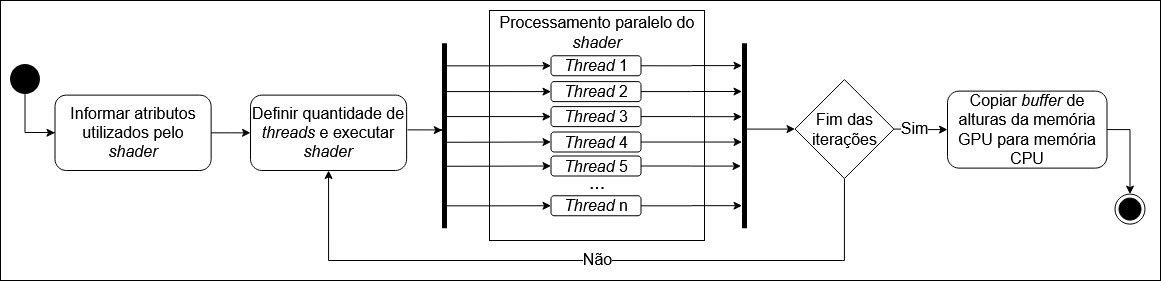 Processamento paralelo do
shader
Informar atributos
utilizados pelo
shader
Definir quantidade de
threads e executar
shader
Thread 1
Thread 2
Thread 3
Thread 4
Thread 5
...
Thread n
Fim das
iterações
Sim
Não
Copiar buffer de
alturas da memória
GPU para memória
CPU